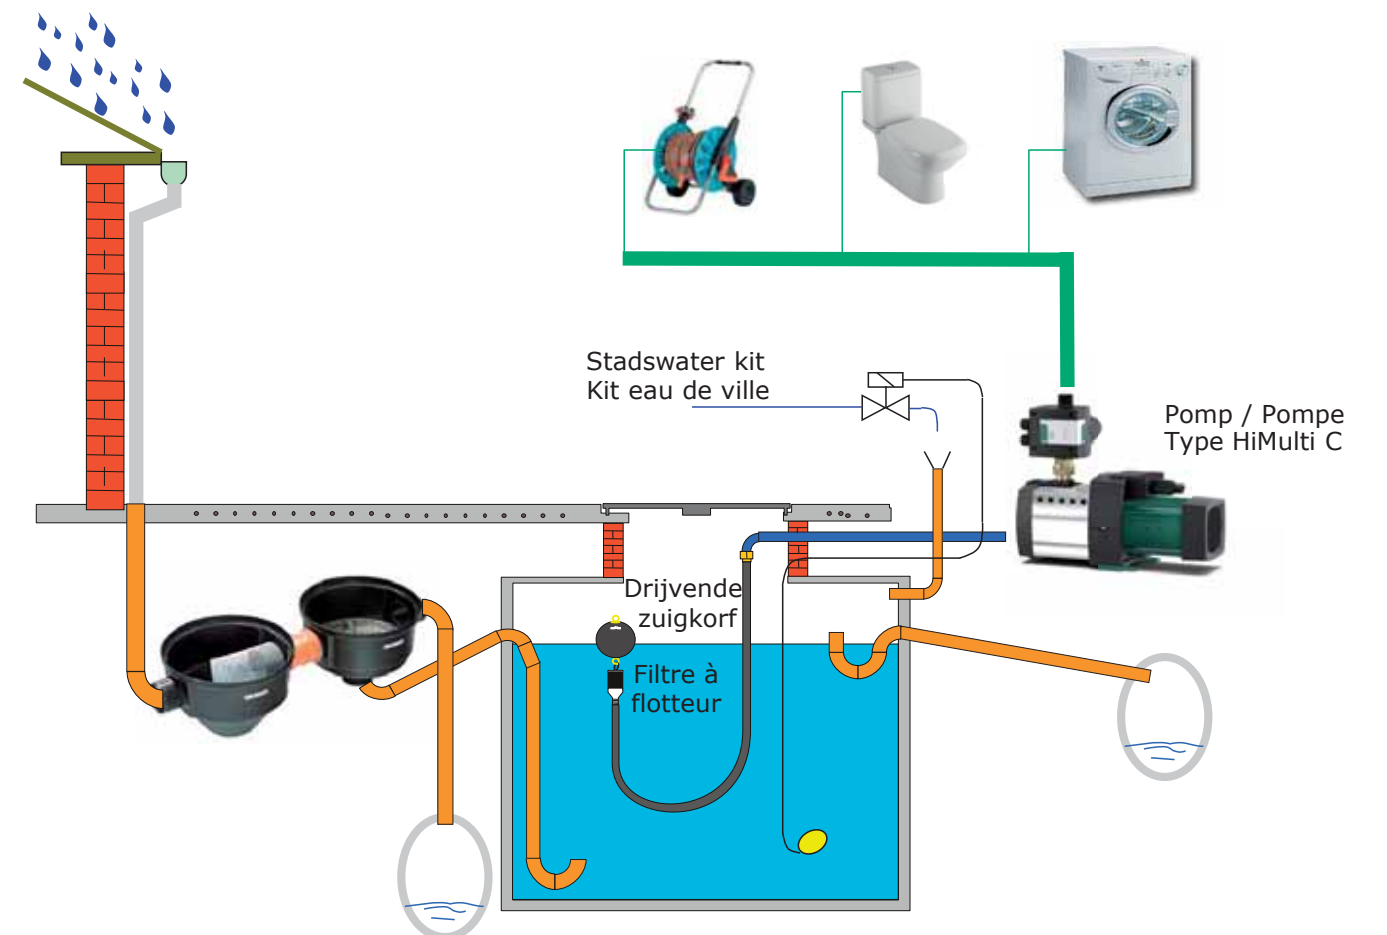 Stadswater kit
Kit eau de ville
Pomp / Pompe
Type HiMulti C
Drijvende
zuigkorf
Filtre à
flotteur